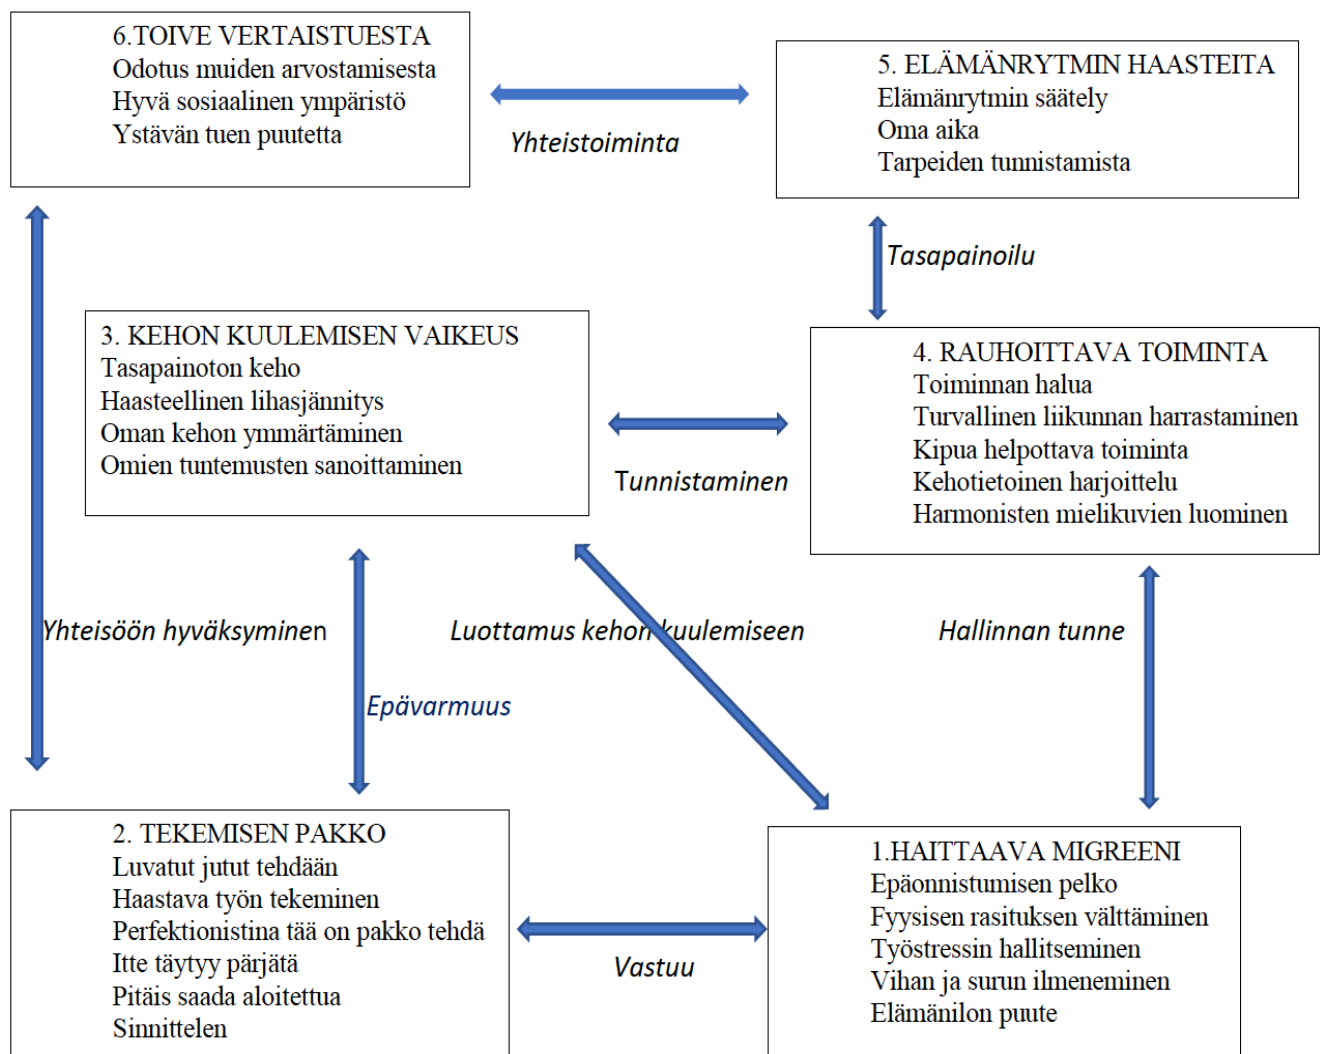 6.TOIVE VERTAISTUESTA
Odotus muiden arvostamisesta
Hyvä sosiaalinen ympäristö
Ystävän tuen puutetta
Yhteistoiminta
5. ELÄMÄNRYTMIN HAASTEITA
Elämänrytmin säätely
Oma aika
Tarpeiden tunnistamista
Tasapainoilu
3. KEHON KUULEMISEN VAIKEUS
Tasapainoton keho
Haasteellinen lihasjännitys
Oman kehon ymmärtäminen
Omien tuntemusten sanoittaminen
Tunnistaminen
4. RAUHOITTAVA TOIMINTA
Toiminnan halua
Turvallinen liikunnan harrastaminen
Kipua helpottava toiminta
Kehotietoinen harjoittelu
Harmonisten mielikuvien luominen
Yhteisöön hyväksyminen
Luottamus kehon kuulemiseen
Hallinnan tunne
Epävarmuus
2. TEKEMISEN PAKKO
Luvatut jutut tehdään
Haastava työn tekeminen
Perfektionistina tää on pakko tehdä
Itte täytyy pärjätä
Pitäis saada aloitettua
Sinnittelen
Vastuu
1.HAITTAAVA MIGREENI
Epäonnistumisen pelko
Fyysisen rasituksen välttäminen
Työstressin hallitseminen
Vihan ja surun ilmeneminen
Elämänilon puute